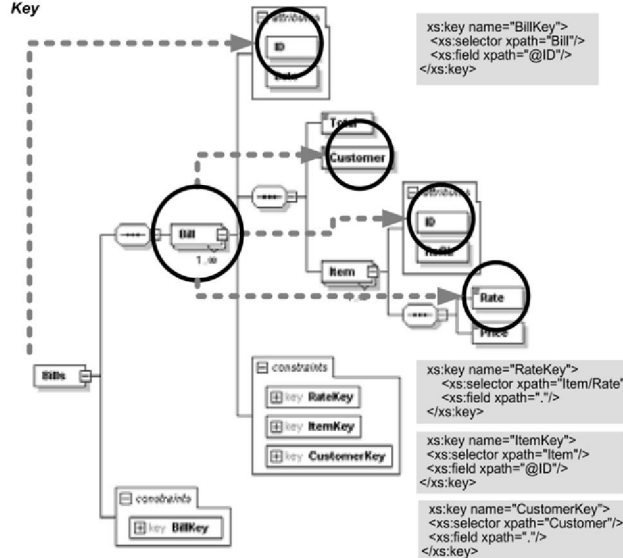 Key
attributes
ID
xs:key name="BillKey">
<xs:selector xpath="Bill"/>
<xs:field xpath="@ID"/>
</xs:key>
Total
Customer
attributes
ID
Bill
1..∞
Item
Rate
Price
Bills
constraints
key RateKey
key ItemKey
key CustomerKey
xs:key name="RateKey">
<xs:selector xpath="Item/Rate"
<xs:field xpath="."/>
</xs:key>
xs:key name="ItemKey">
<xs:selector xpath="Item"/>
<xs:field xpath="@ID"/>
</xs:key>
constraints
key BillKey
xs:key name="CustomerKey">
<xs:selector xpath="Customer"/>
<xs:field xpath="."/>
</xs:key>